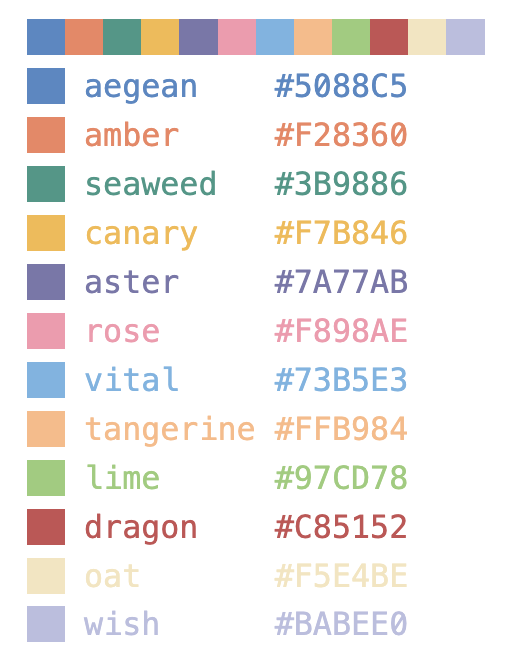 aegean #5088C5
amber #F28360
seaweed #3B9886
canary #F7B846
aster #7A77AB
rose #F898AE
vital #73B5E3
tangerine #FFB984
lime #97CD78
dragon #C85152
oat #F5E4BE
wish #BABEE0